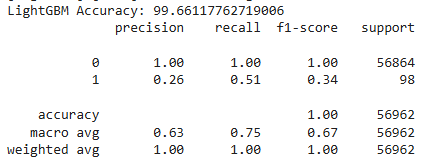 LightGBM Accuracy: 99.66117762719006
precision recall f1-score support
0 1.00 1.00 1.00 56864
1 0.26 0.51 0.34 98
accuracy 1.00 56962
macro avg 0.63 0.75 0.67 56962
weighted avg 1.00 1.00 1.00 56962